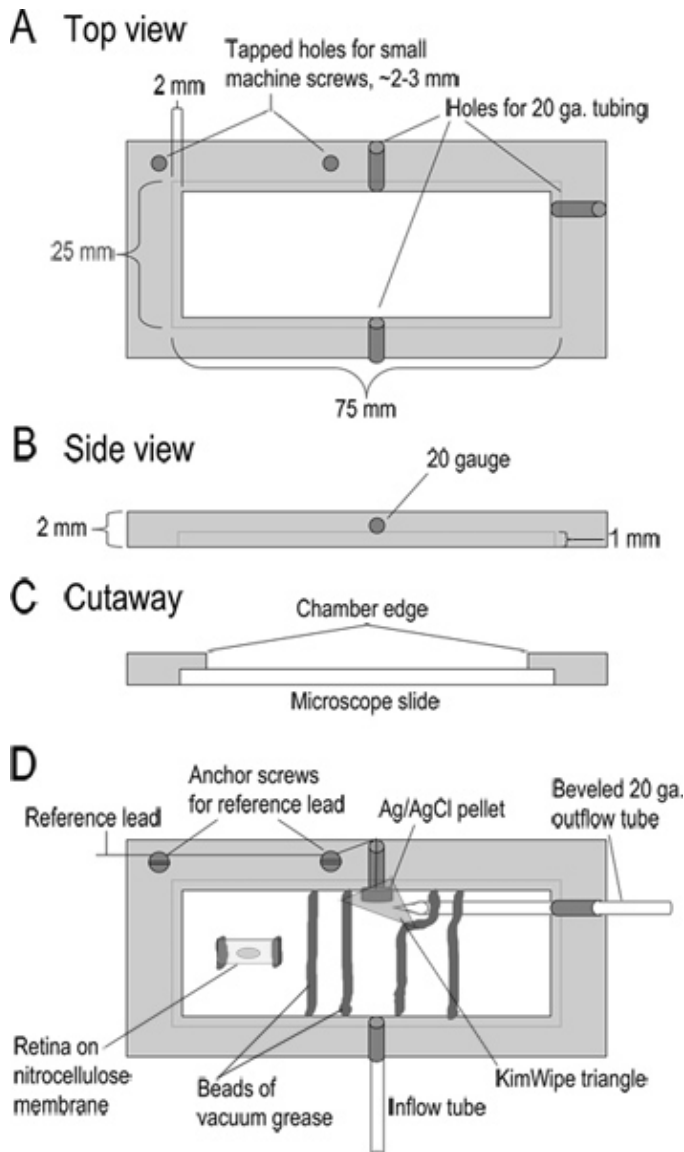 A Top view
Tapped holes for small
machine screws, ~2-3 mm
2 mm
Holes for 20 ga. tubing
25 mm
75 mm
B Side view
20 gauge
2 mm
1 mm
C Cutaway
Chamber edge
Microscope slide
D
Anchor screws
for reference lead
Reference lead
Ag/AgCl pellet
Beveled 20 ga.
outflow tube
Retina on
nitrocellulose
membrane
Beads of
vacuum grease
Inflow tube
KimWipe triangle